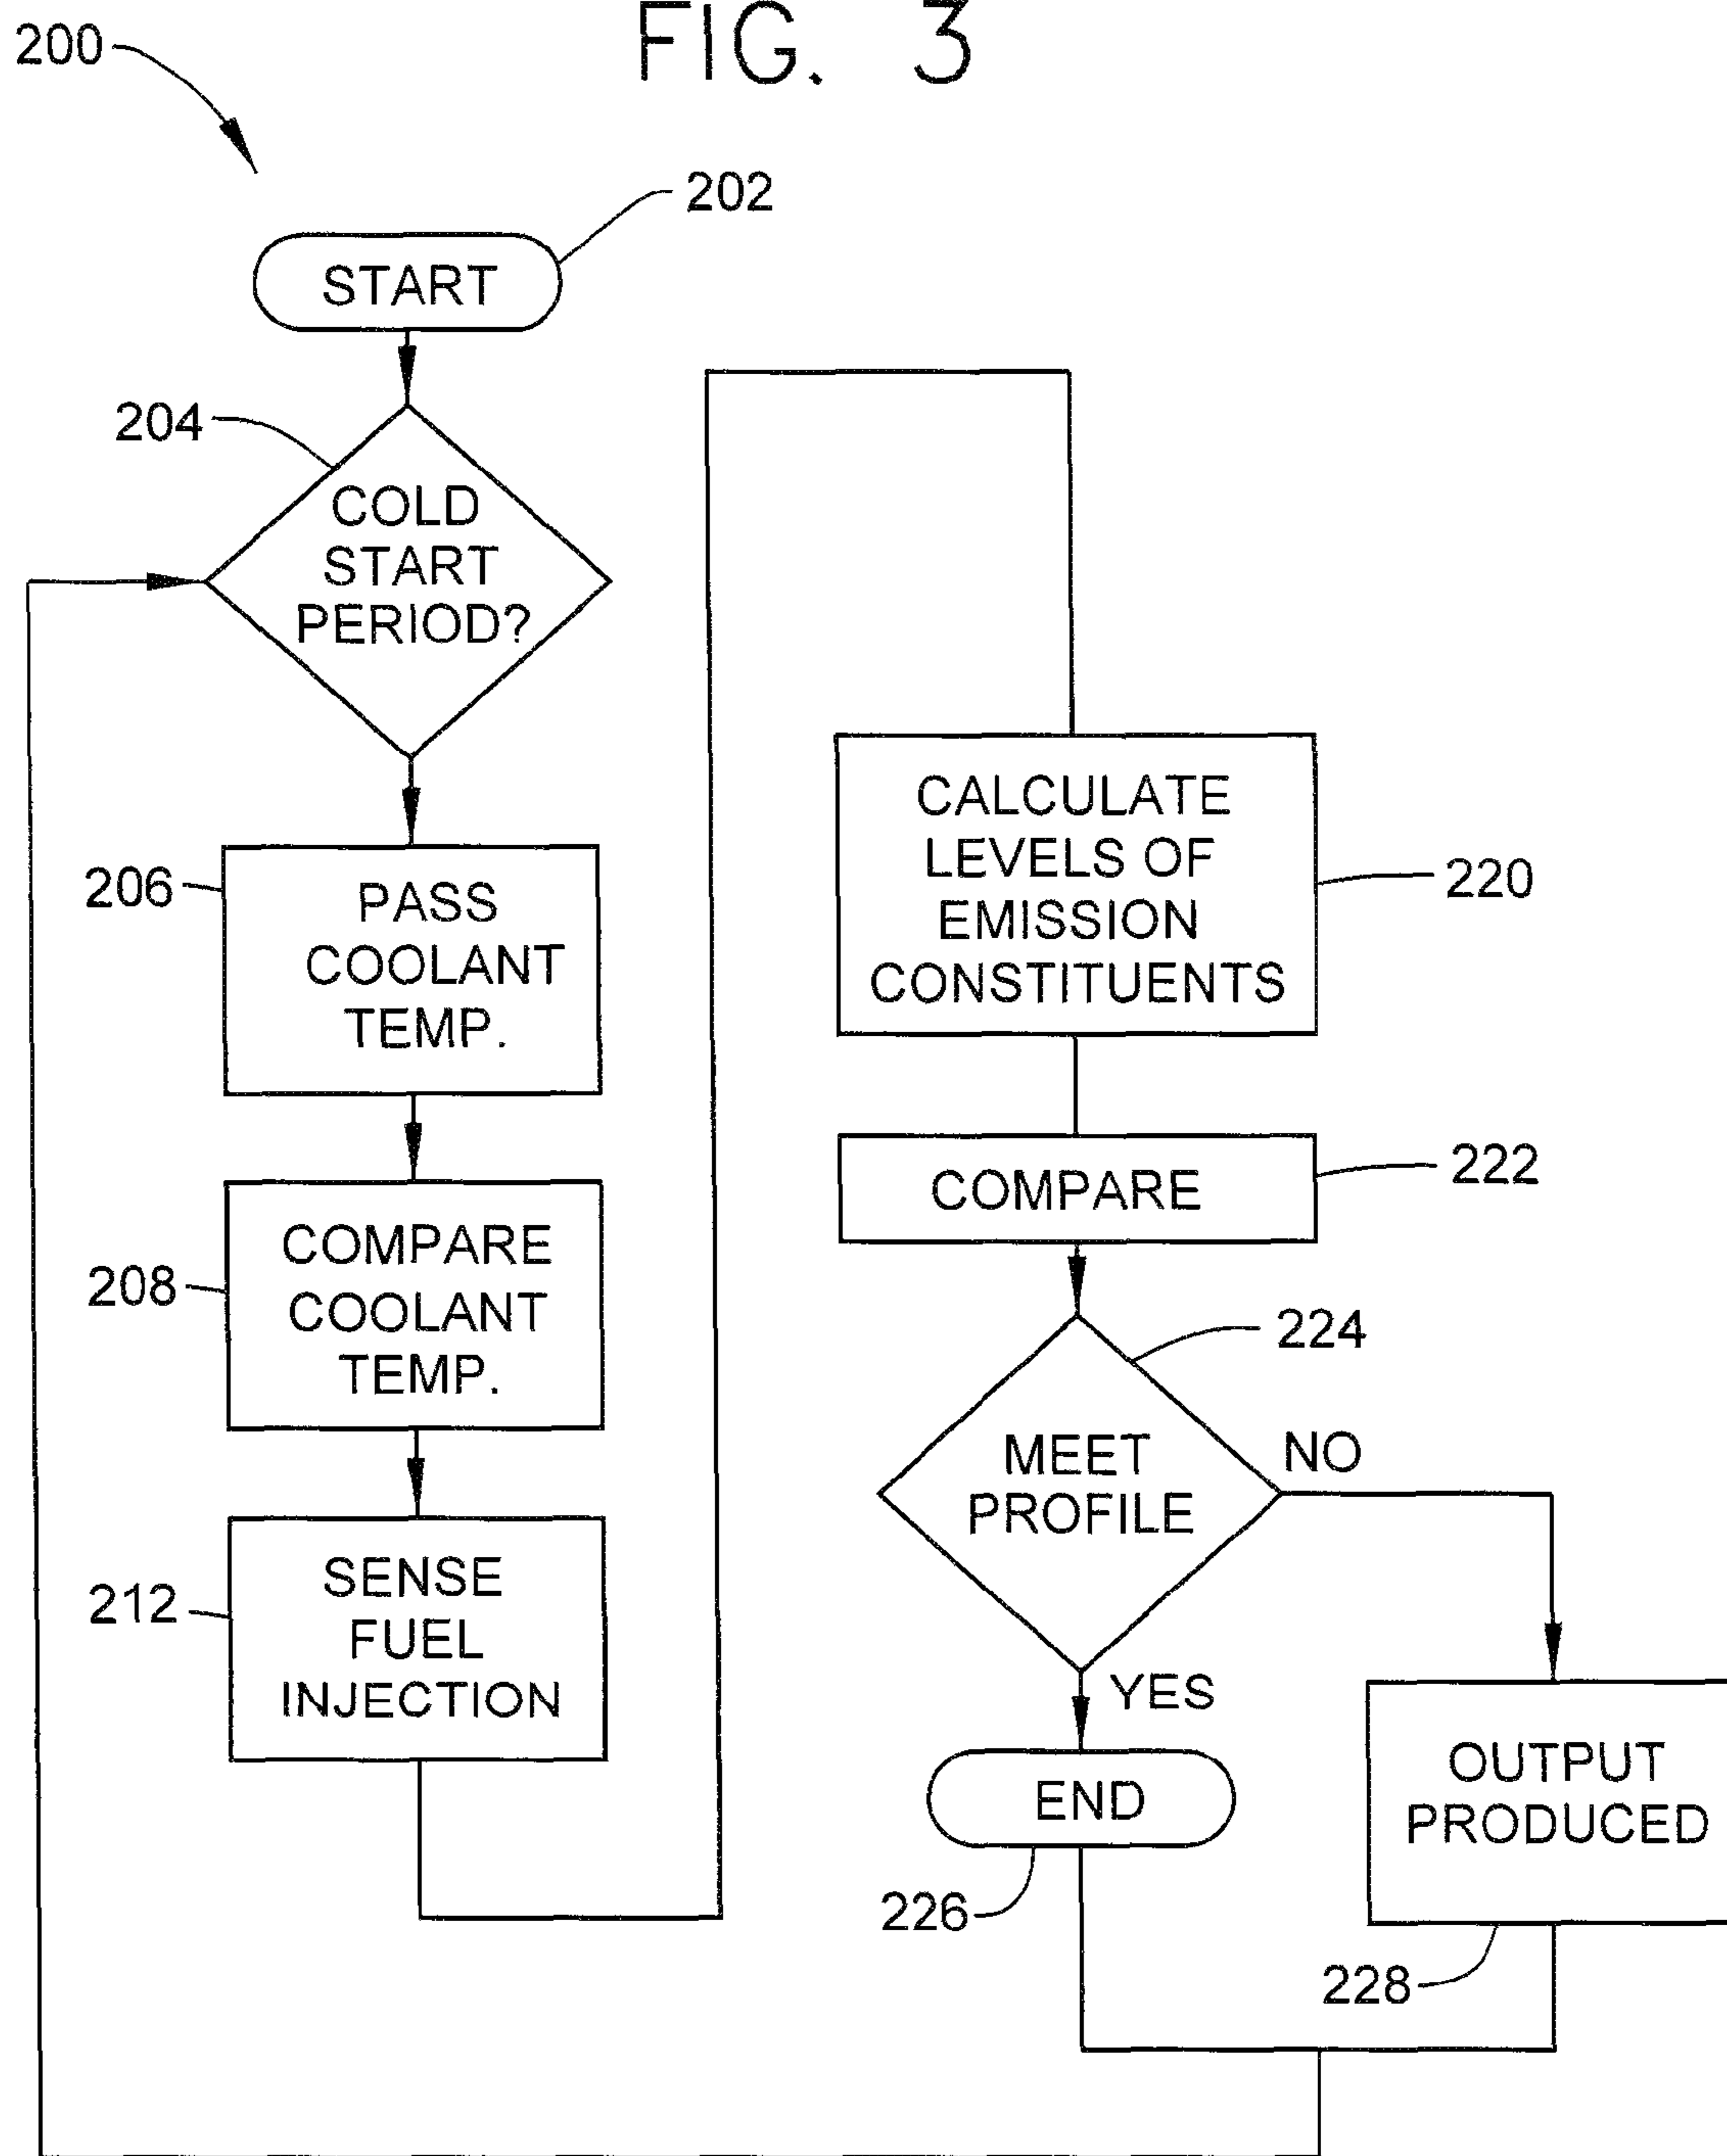 FIG. 3
200
202
START
204
COLD
START
PERIOD?
206
PASS
COOLANT
TEMP.
208
COMPARE
COOLANT
TEMP.
212
SENSE
FUEL
INJECTION
CALCULATE
LEVELS OF
EMISSION
CONSTITUENTS
220
COMPARE
222
224
MEET
PROFILE
NO
YES
END
226
OUTPUT
PRODUCED
228